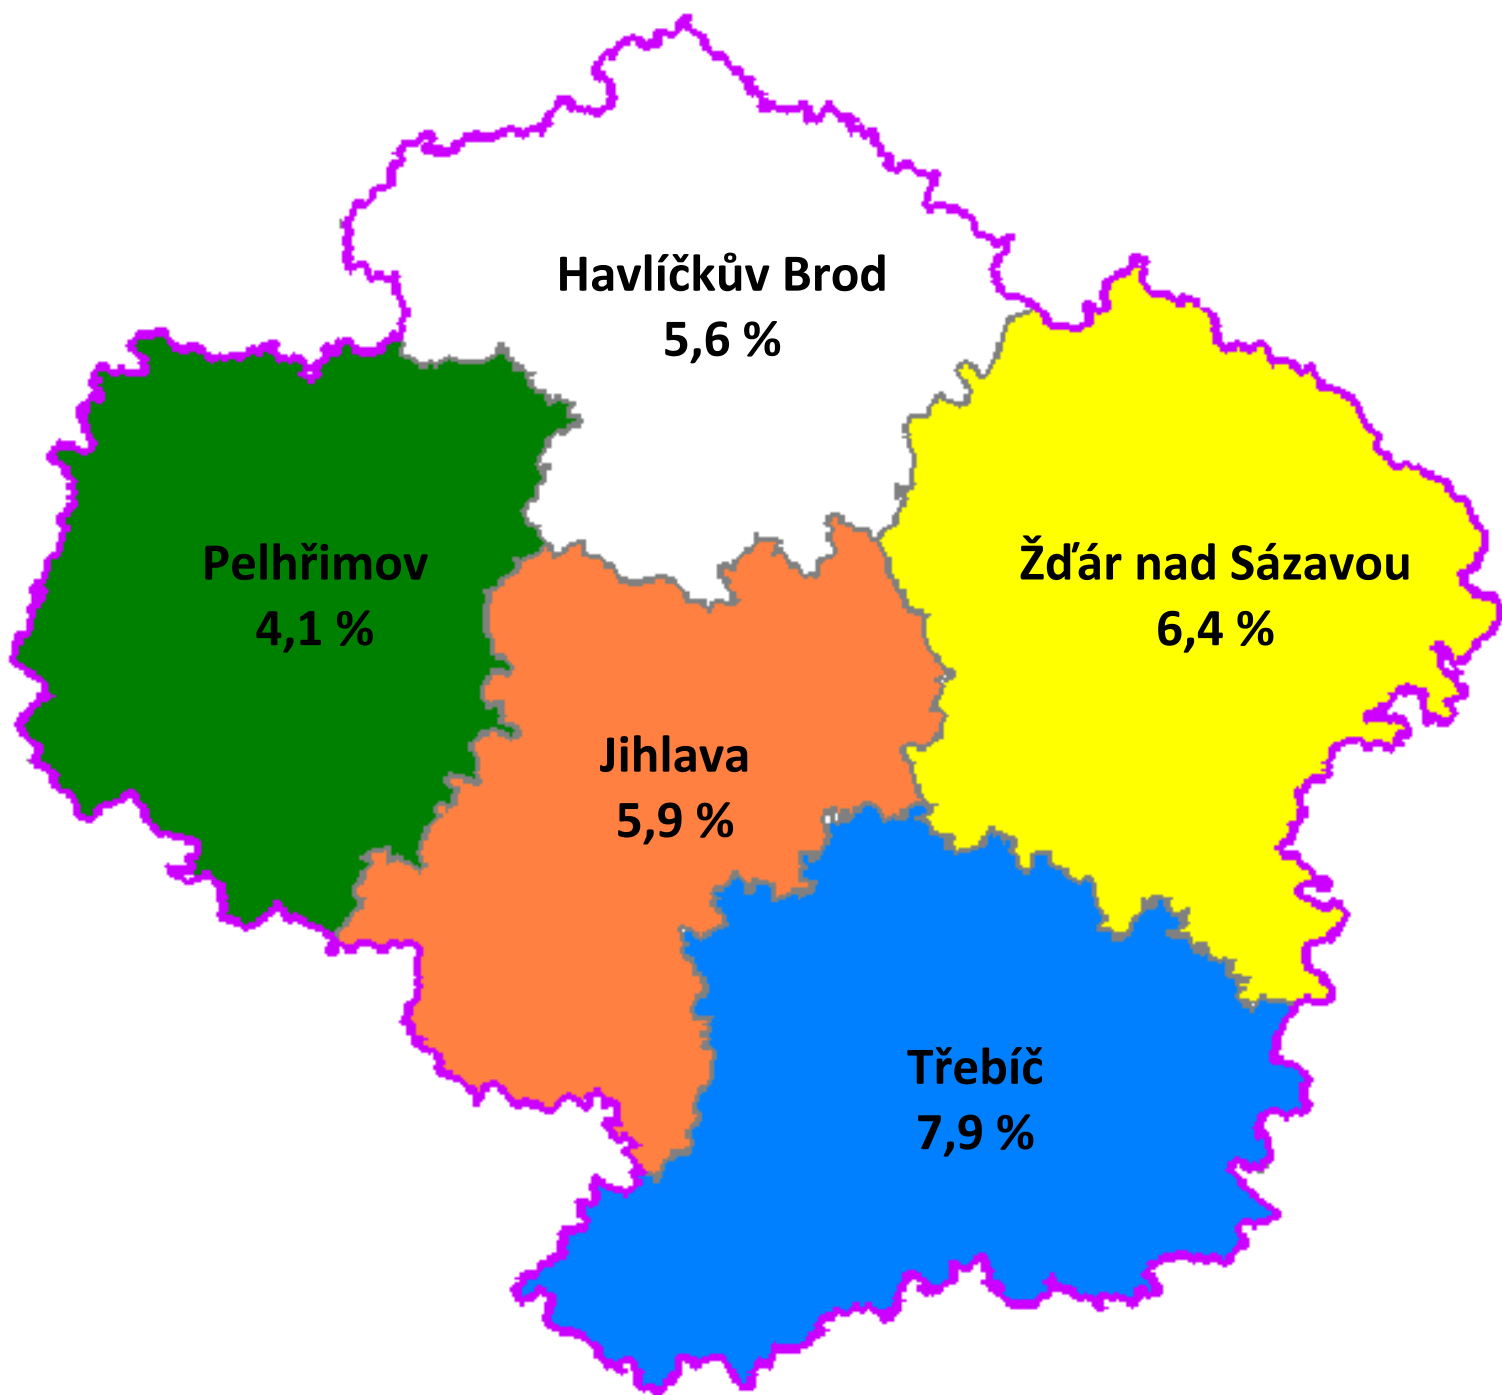 Havlíčkův Brod
5,6 %
Pelhřimov
4,1 %
Žďár nad Sázavou
6,4 %
Jihlava
5,9 %
Třebíč
7,9 %